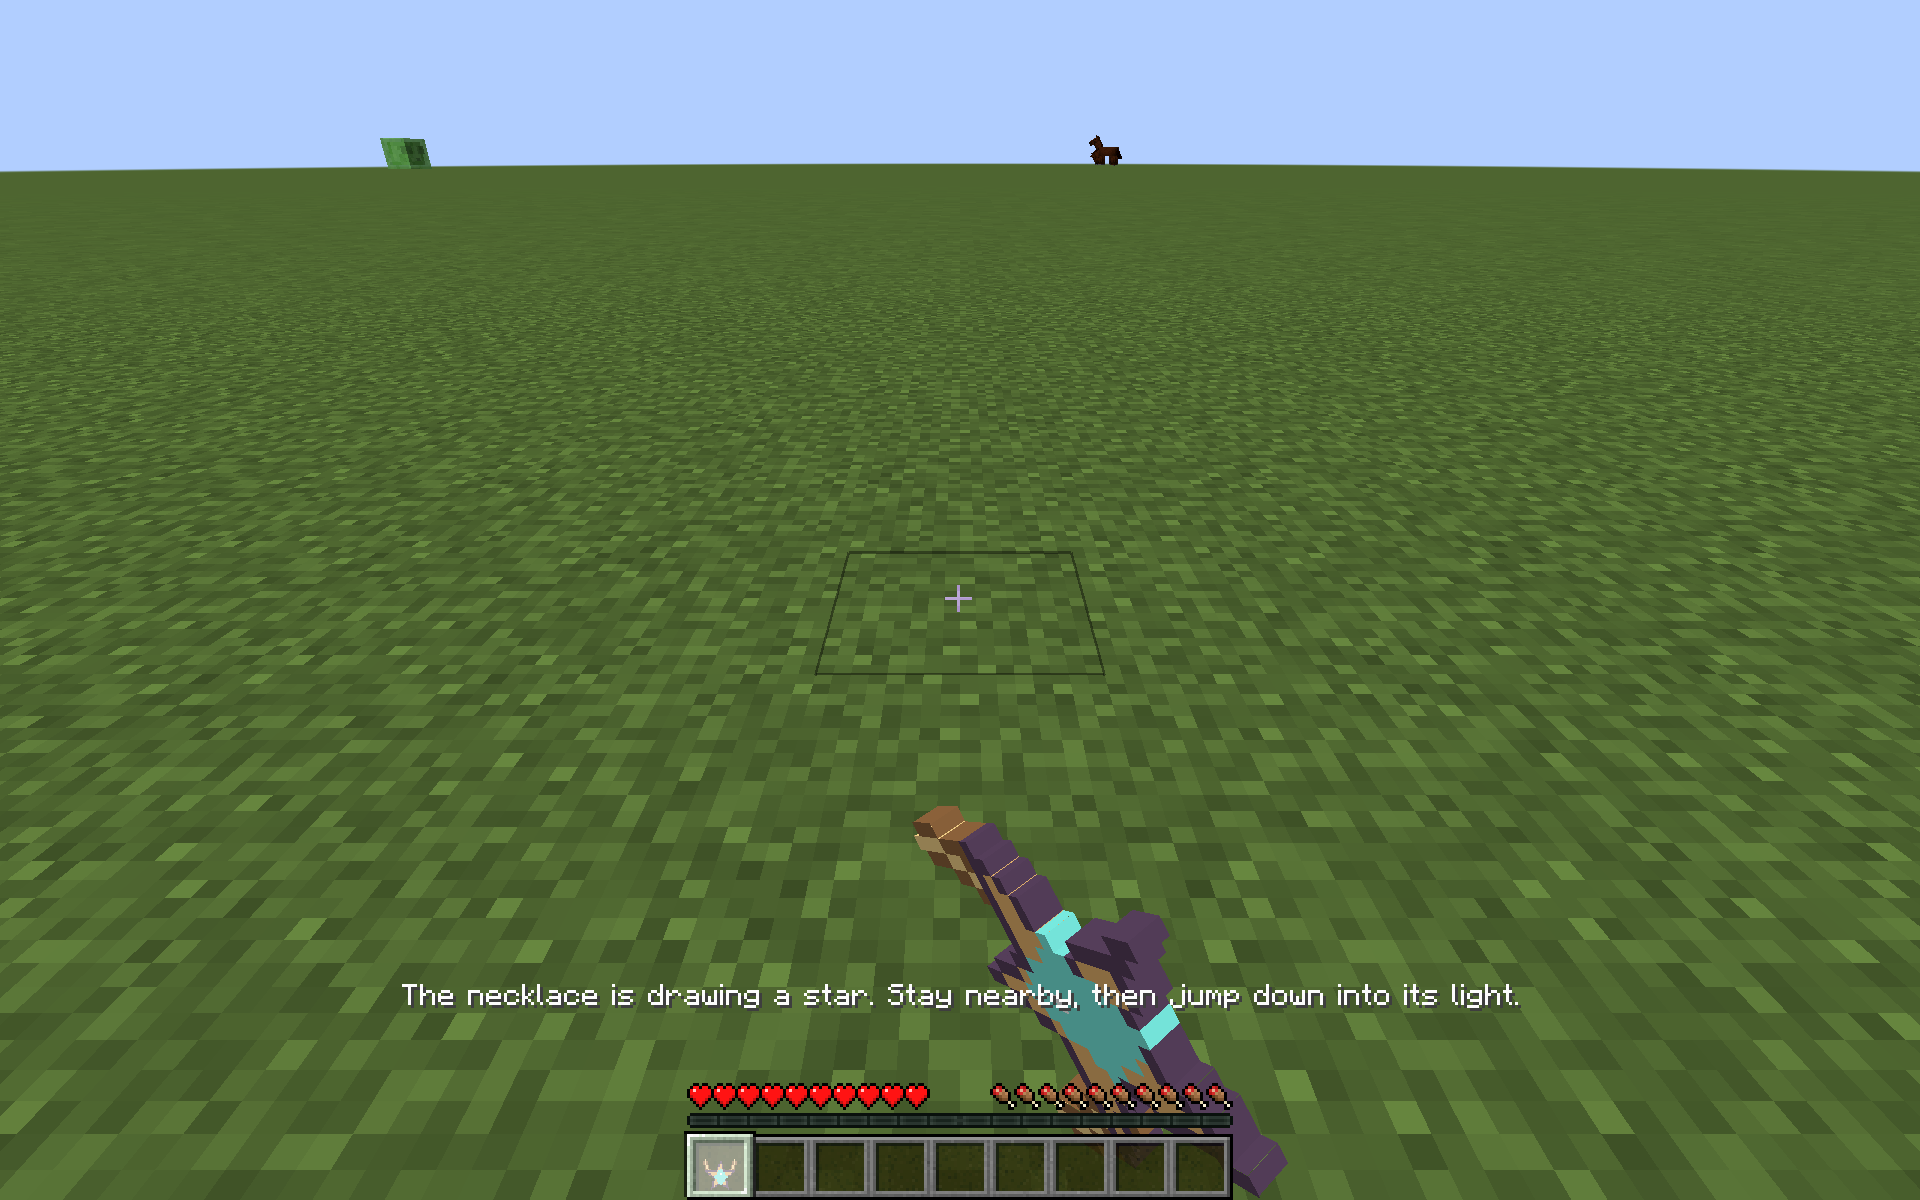 The necklace is drawing a star. Stay nearby, then jump down into its light.